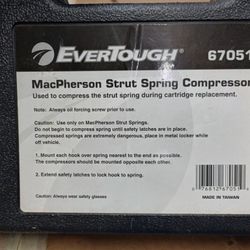 EVERTOUGH® 67051
MacPherson Strut Spring Compressor
Used to compress the strut spring during cartridge replacement.
Note: Always oil forcing screw prior to use.
Caution: Use only on MacPherson Strut Springs.
Do not begin to compress spring until safety latches are in place.
Compressed springs are extremely dangerous, place in metal locker while
off vehicle.
1. Mount each hook over spring nearest to the end as possible.
The compressors should be mounted opposite each other.
2. Extend safety latches to lock hook to spring.
Caution: Always wear safety glasses
MADE IN TAIWAN